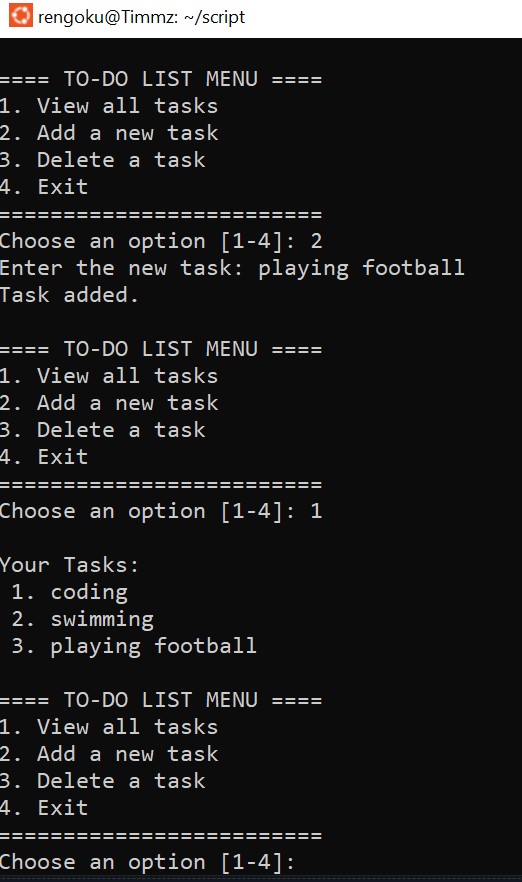 rengoku@Timmz: ~/script
==== TO-DO LIST MENU ====
1. View all tasks
2. Add a new task
3. Delete a task
4. Exit
=========================
Choose an option [1-4]: 2
Enter the new task: playing football
Task added.
==== TO-DO LIST MENU ====
1. View all tasks
2. Add a new task
3. Delete a task
4. Exit
=========================
Choose an option [1-4]: 1
Your Tasks:
1. coding
2. swimming
3. playing football
==== TO-DO LIST MENU ====
1. View all tasks
2. Add a new task
3. Delete a task
4. Exit
=========================
Choose an option [1-4]: